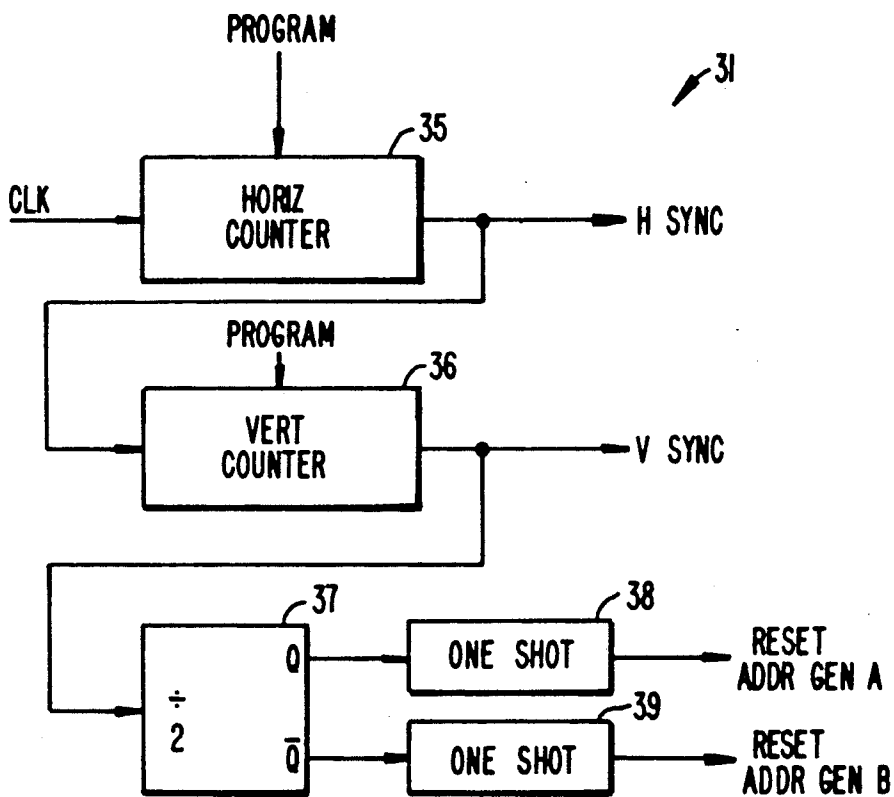 PROGRAM
31
35
CLK
HORIZ
COUNTER
H SYNC
PROGRAM
36
VERT
COUNTER
V SYNC
37
38
Q
ONE SHOT
RESET
ADDR GEN A
÷
2
39
Q̅
ONE SHOT
RESET
ADDR GEN B